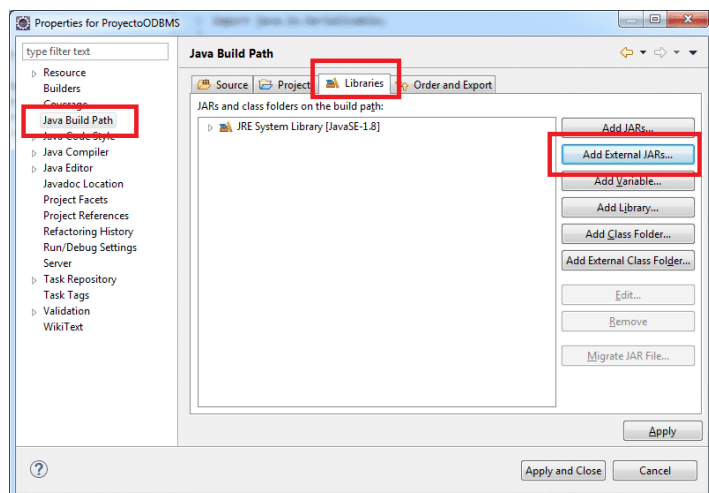 Properties for ProyectoODBMS
import java.io.Serializable;
type filter text
Java Build Path
Resource
Builders
Coverage
Java Build Path
Java Code Style
Java Compiler
Java Editor
Javadoc Location
Project Facets
Project References
Refactoring History
Run/Debug Settings
Server
Task Repository
Task Tags
Validation
WikiText
Source Project Libraries Order and Export
JARs and class folders on the build path:
JRE System Library [JavaSE-1.8]
Add JARs...
Add External JARs...
Add Variable...
Add Library...
Add Class Folder...
Add External Class Folder...
Edit...
Remove
Migrate JAR File...
Apply
Apply and Close Cancel